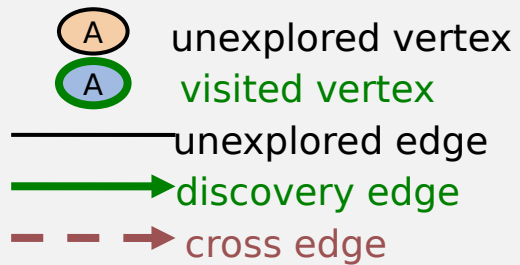 A unexplored vertex
A visited vertex
unexplored edge
discovery edge
cross edge